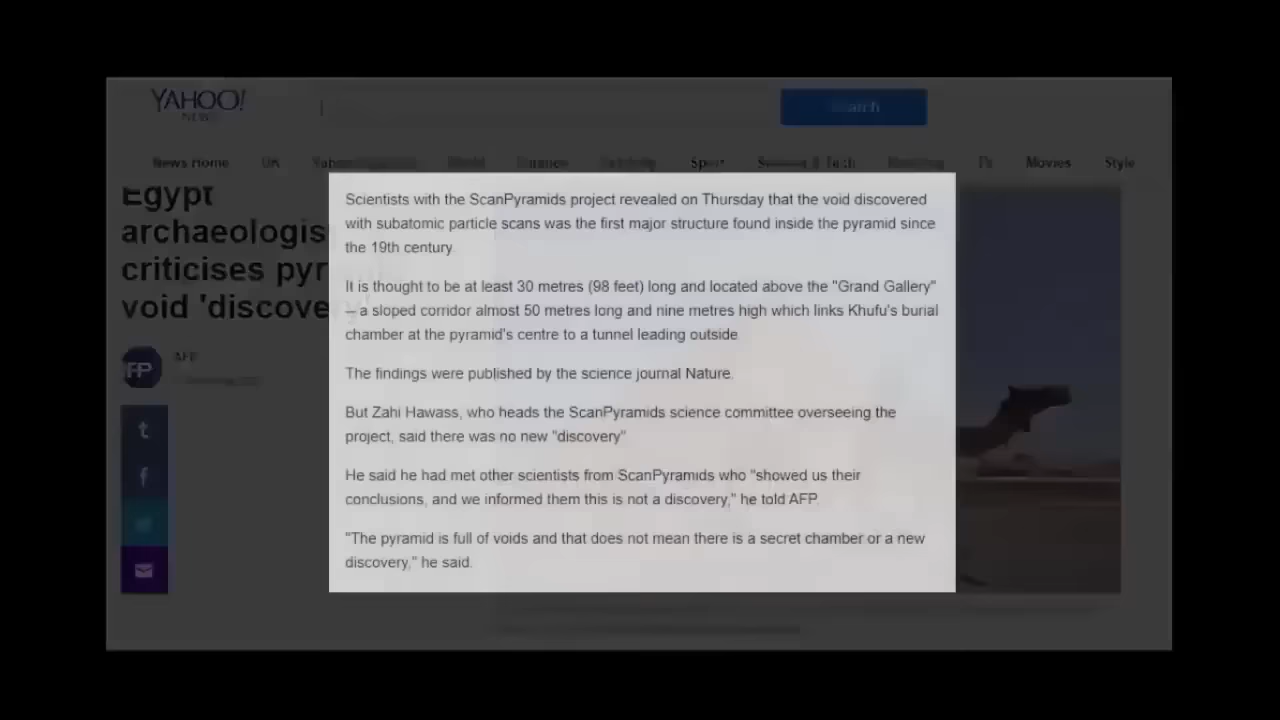 YAHOO!
NEWS
Search
News Home UK World Science & Tech TV Movies Style
Egypt
archaeologis
criticises pyr
void 'discove
AFP
Scientists with the ScanPyramids project revealed on Thursday that the void discovered
with subatomic particle scans was the first major structure found inside the pyramid since
the 19th century.
It is thought to be at least 30 metres (98 feet) long and located above the "Grand Gallery"
– a sloped corridor almost 50 metres long and nine metres high which links Khufu's burial
chamber at the pyramid's centre to a tunnel leading outside.
The findings were published by the science journal Nature.
But Zahi Hawass, who heads the ScanPyramids science committee overseeing the
project, said there was no new "discovery"
He said he had met other scientists from ScanPyramids who "showed us their
conclusions, and we informed them this is not a discovery," he told AFP.
"The pyramid is full of voids and that does not mean there is a secret chamber or a new
discovery," he said.